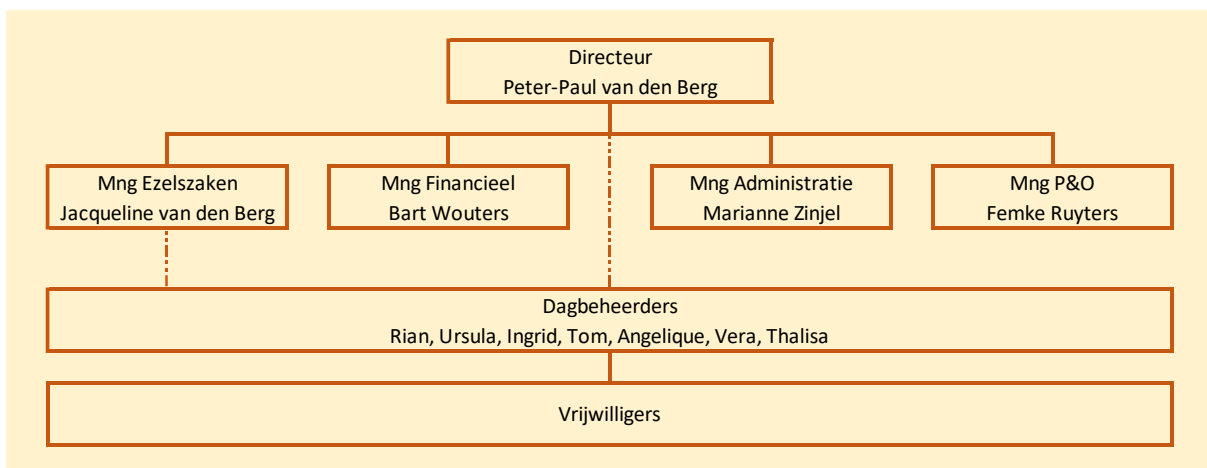 Directeur
Peter-Paul van den Berg
Mng Ezelszaken
Jacqueline van den Berg
Mng Financieel
Bart Wouters
Mng Administratie
Marianne Zinjel
Mng P&O
Femke Ruyters
Dagbeheerders
Rian, Ursula, Ingrid, Tom, Angelique, Vera, Thalisa
Vrijwilligers